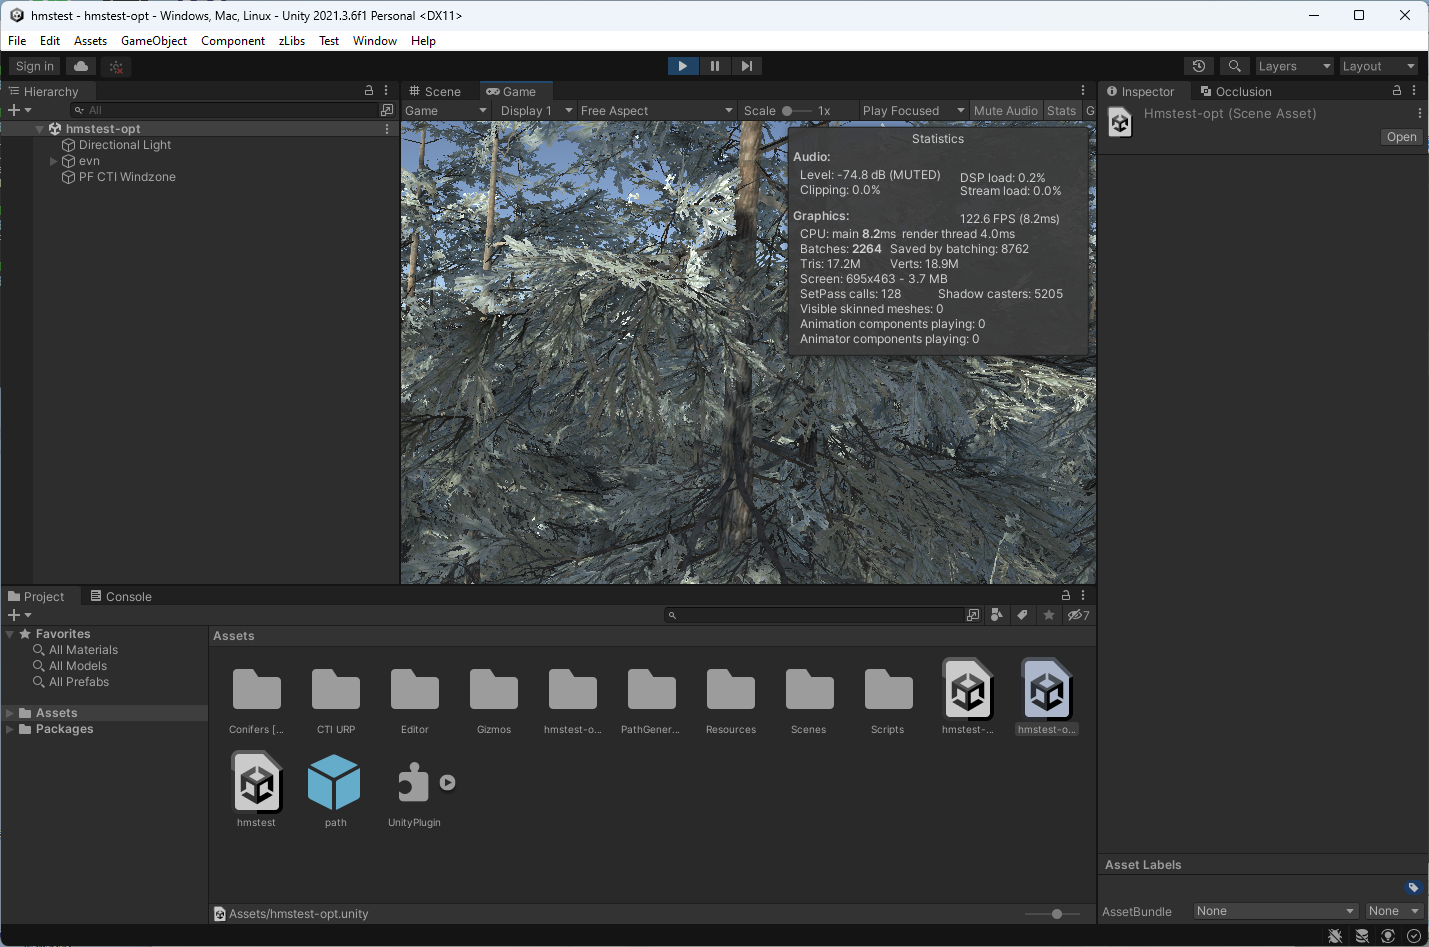 hmstest - hmstest-opt - Windows, Mac, Linux - Unity 2021.3.6f1 Personal <DX11>
File Edit Assets GameObject Component zLibs Test Window Help
Sign in
Layers
Layout
Hierarchy
All
hmstest-opt
Directional Light
evn
PF CTI Windzone
Scene
Game
Game
Display 1
Free Aspect
Scale
1x
Play Focused
Mute Audio
Stats
G
Statistics
Audio:
Level: -74.8 dB (MUTED)
DSP load: 0.2%
Clipping: 0.0%
Stream load: 0.0%
Graphics:
122.6 FPS (8.2ms)
CPU: main 8.2ms render thread 4.0ms
Batches: 2264 Saved by batching: 8762
Tris: 17.2M Verts: 18.9M
Screen: 695x463 - 3.7 MB
SetPass calls: 128 Shadow casters: 5205
Visible skinned meshes: 0
Animation components playing: 0
Animator components playing: 0
Inspector
Occlusion
Hmstest-opt (Scene Asset)
Open
Project
Console
7
Favorites
All Materials
All Models
All Prefabs
Assets
Packages
Assets
Conifers [...
CTI URP
Editor
Gizmos
hmstest-o...
PathGener...
Resources
Scenes
Scripts
hmstest-...
hmstest-o...
hmstest
path
UnityPlugin
Assets/hmstest-opt.unity
Asset Labels
AssetBundle
None
None